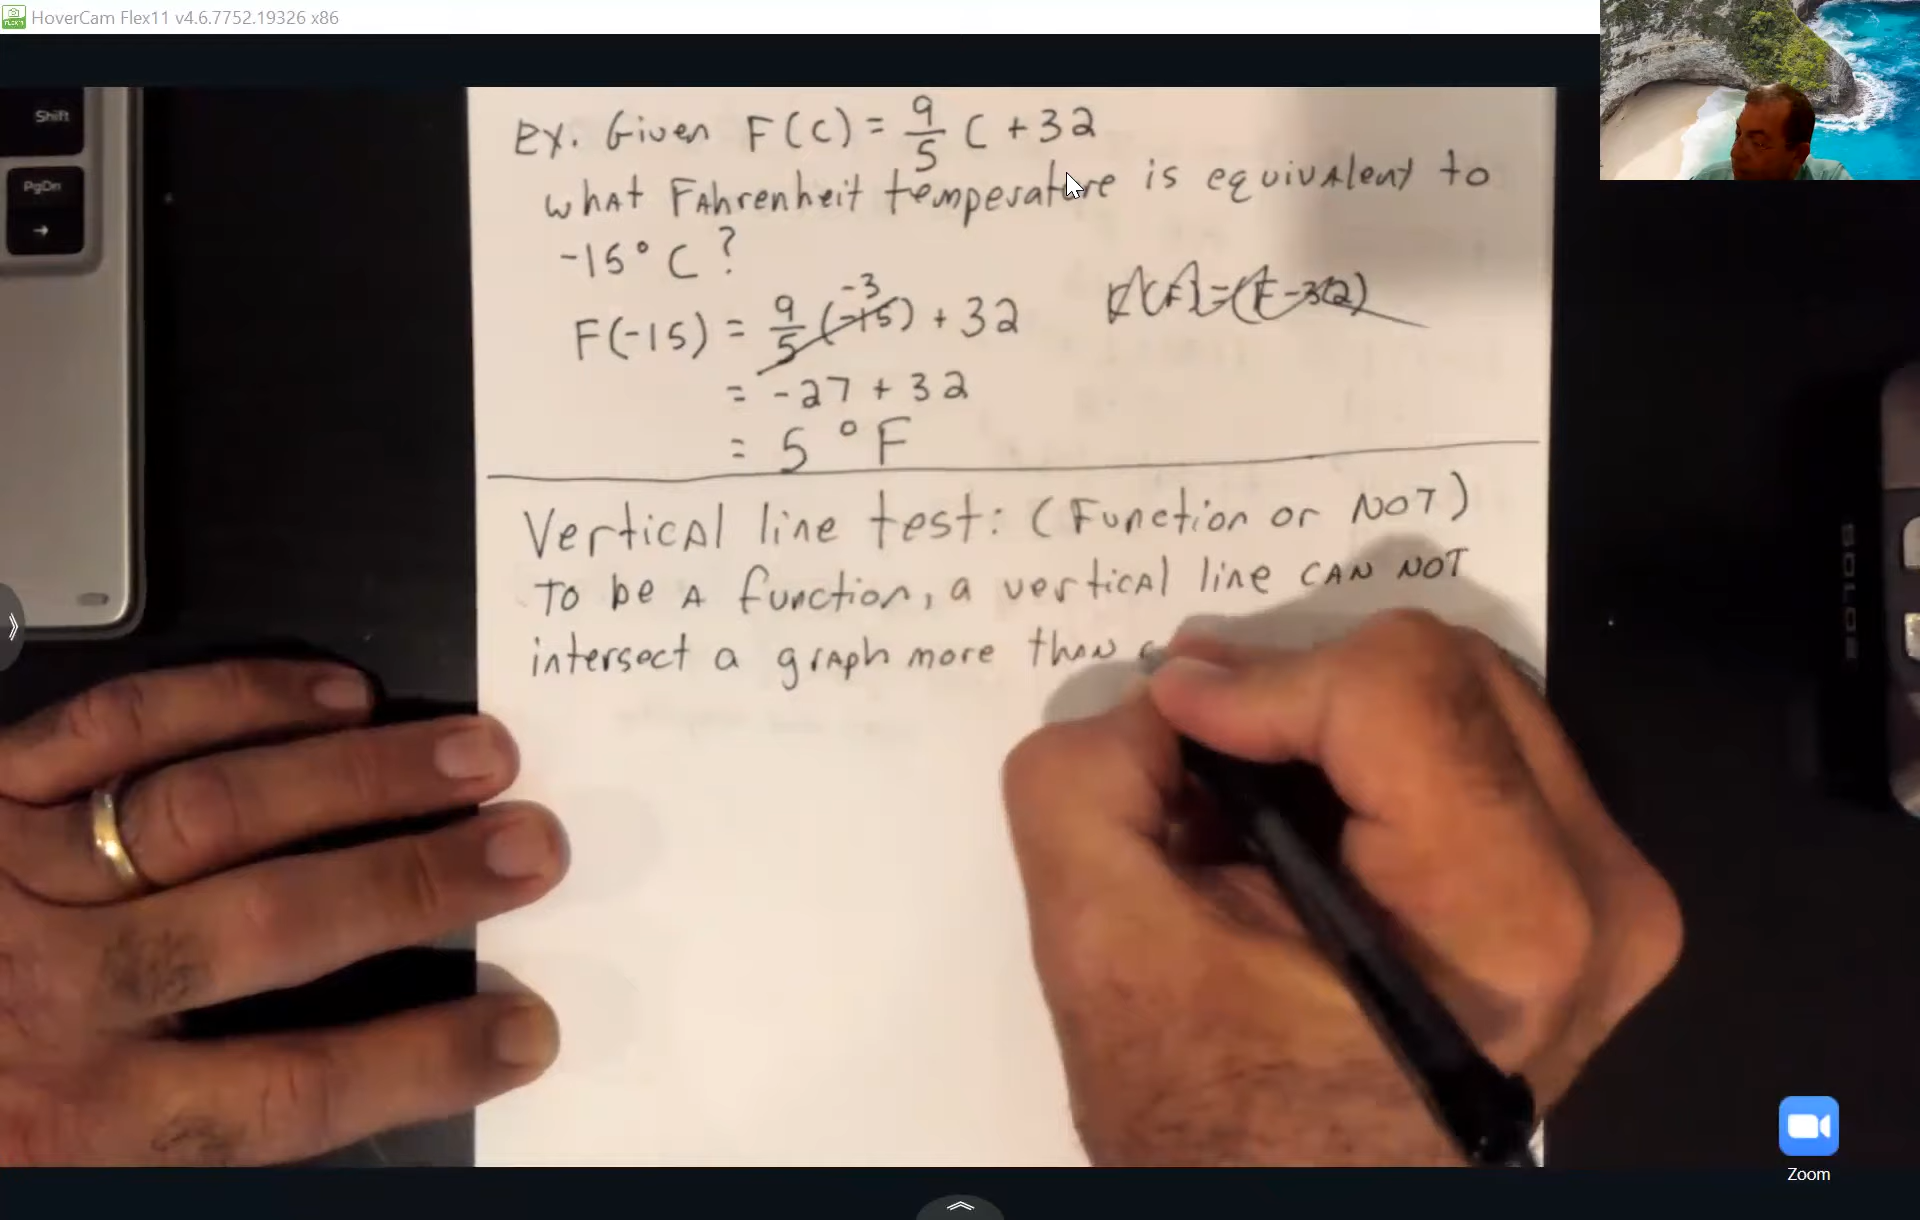 HoverCam Flex11 v4.6.7752.19326 x86
Shift
PgDn
→
Ex. Given F(C) = 9/5 C + 32
what Fahrenheit temperature is equivalent to
-15° C ?
-3
F(-15) = 9/5 (-15) + 32
= -27 + 32
= 5 ° F
Vertical line test: (Function or NOT)
To be A function, a vertical line CAN NOT
intersect a graph more than
Zoom